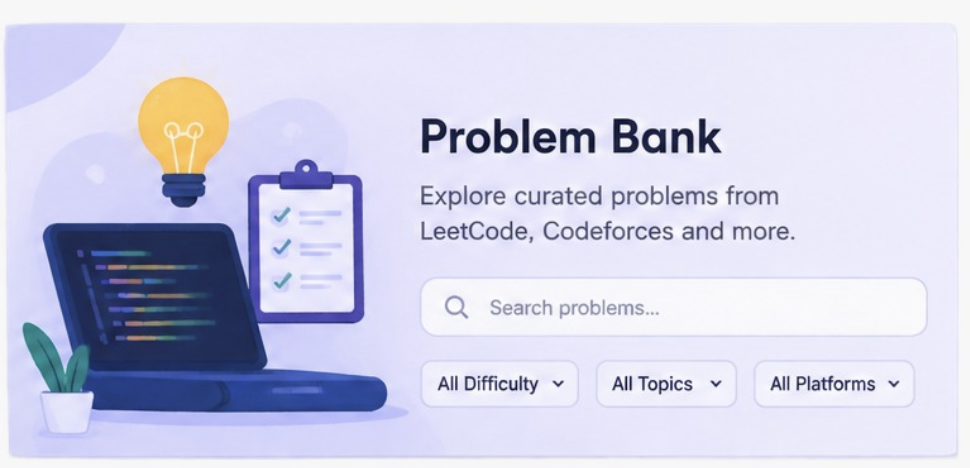 Problem Bank
Explore curated problems from
LeetCode, Codeforces and more.
Search problems...
All Difficulty
All Topics
All Platforms